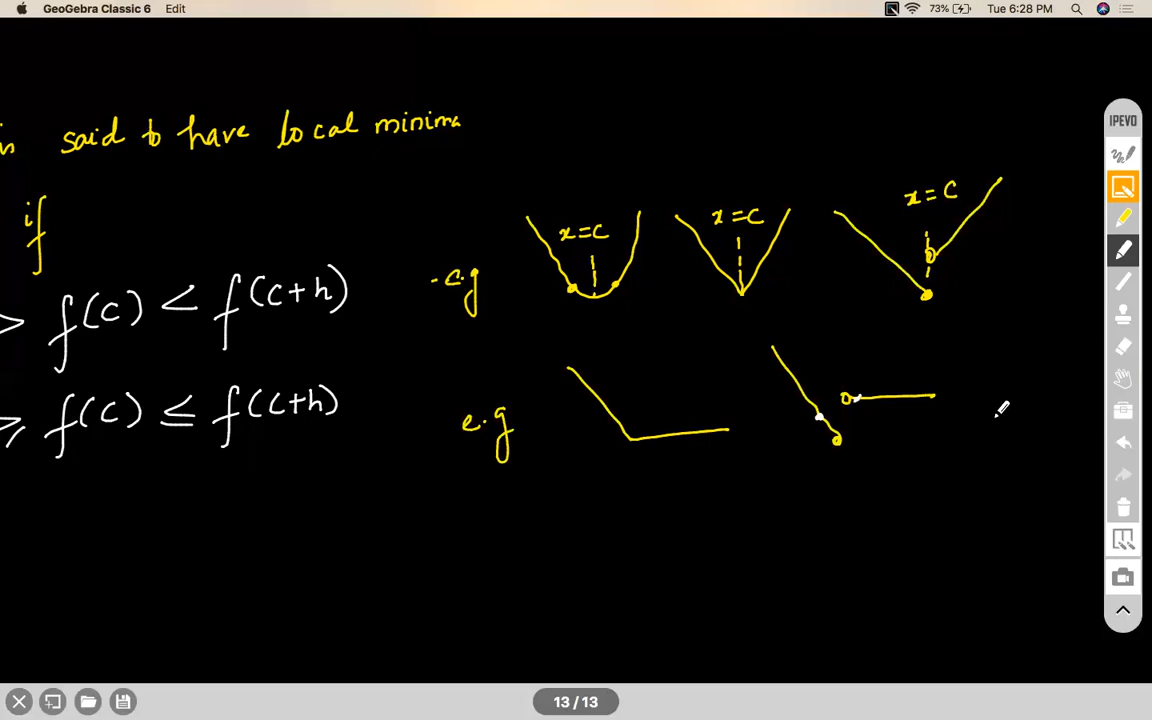 GeoGebra Classic 6 Edit 73% Tue 6:28 PM
said to have local minima
if
x=C
x=C
x=C
e.g
> f(c) ≤ f(c+h)
IPEVO
⩾ f(c) ≤ f(c+h)
e.g
13 / 13